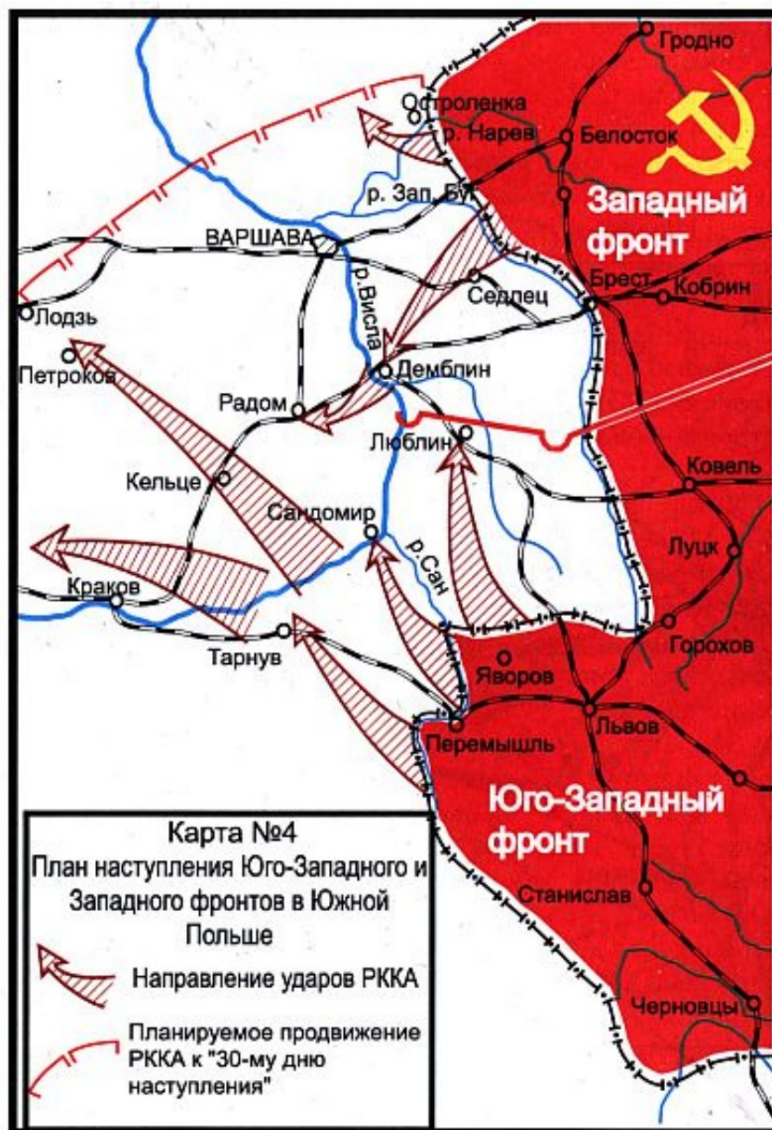 Гродно
Остроленка
р. Нарев
Белосток
р. Зап. Буг
Западный
фронт
ВАРШАВА
Брест
Кобрин
Седлец
р.Висла
Лодзь
Петроков
Демблин
Радом
Люблин
Ковель
Кельце
Сандомир
р.Сан
Луцк
Краков
Горохов
Тарнув
Яворов
Перемышль
Львов
Юго-Западный
фронт
Станислав
Черновцы
Карта №4
План наступления Юго-Западного и
Западного фронтов в Южной
Польше
Направление ударов РККА
Планируемое продвижение
РККА к "30-му дню
наступления"